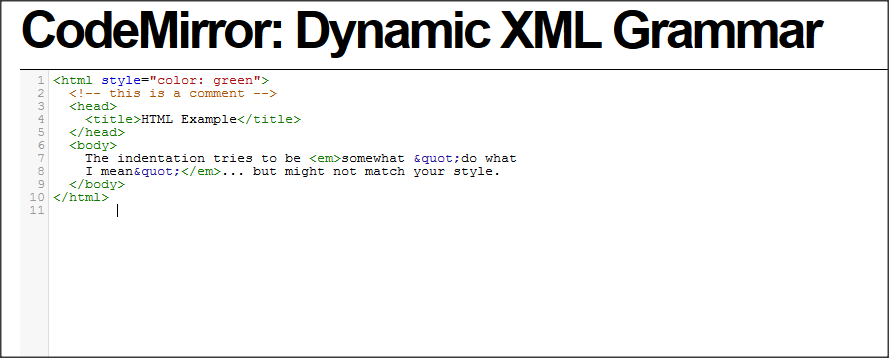 CodeMirror: Dynamic XML Grammar
1 <html style="color: green">
2   <!-- this is a comment -->
3   <head>
4     <title>HTML Example</title>
5   </head>
6   <body>
7     The indentation tries to be <em>somewhat &quot;do what
8     I mean&quot;</em>... but might not match your style.
9   </body>
10 </html>
11